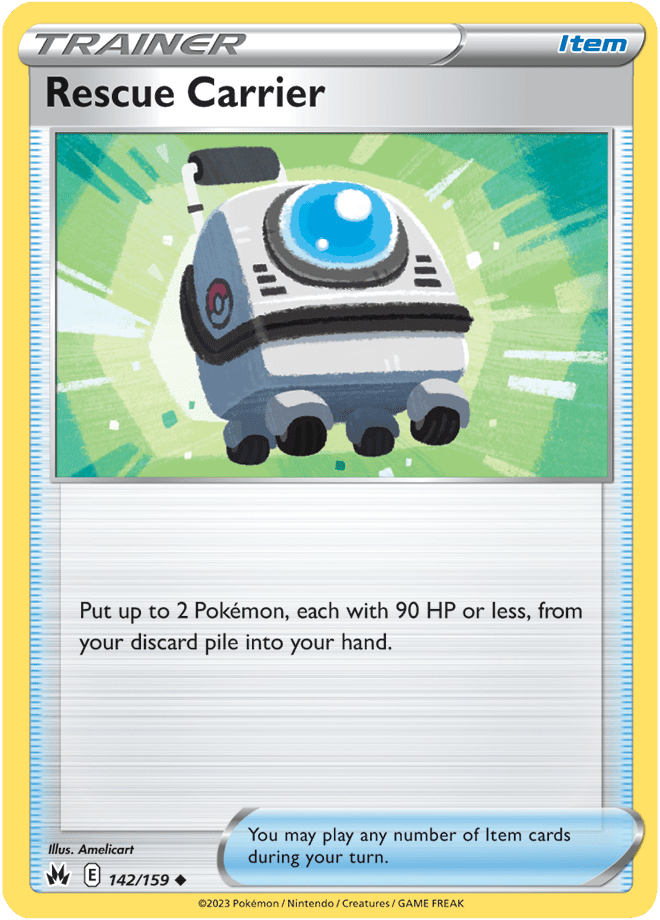 TRAINER Item
Rescue Carrier
Put up to 2 Pokémon, each with 90 HP or less, from
your discard pile into your hand.
You may play any number of Item cards
during your turn.
Illus. Amelicart
E 142/159 ◆
©2023 Pokémon / Nintendo / Creatures / GAME FREAK